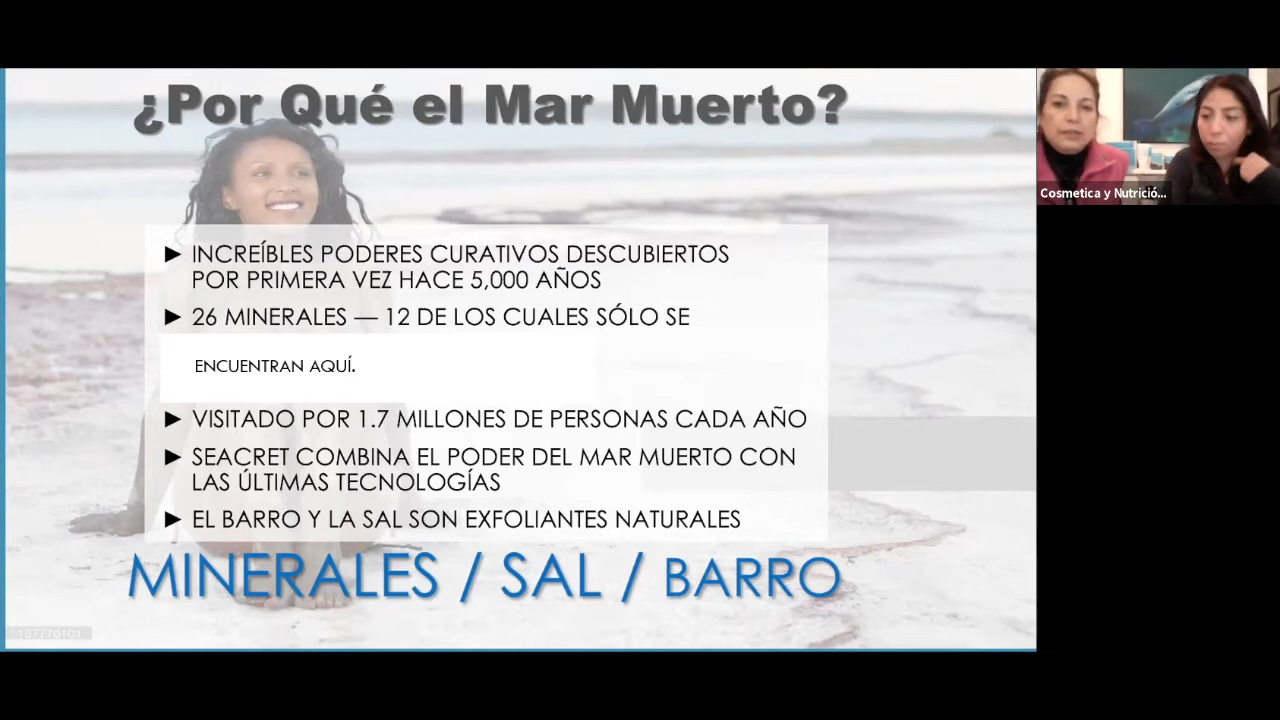 ¿Por Qué el Mar Muerto?
Cosmetica y Nutrició...
► INCREÍBLES PODERES CURATIVOS DESCUBIERTOS
POR PRIMERA VEZ HACE 5,000 AÑOS
► 26 MINERALES — 12 DE LOS CUALES SÓLO SE
ENCUENTRAN AQUÍ.
► VISITADO POR 1.7 MILLONES DE PERSONAS CADA AÑO
► SEACRET COMBINA EL PODER DEL MAR MUERTO CON
LAS ÚLTIMAS TECNOLOGÍAS
► EL BARRO Y LA SAL SON EXFOLIANTES NATURALES
MINERALES / SAL / BARRO